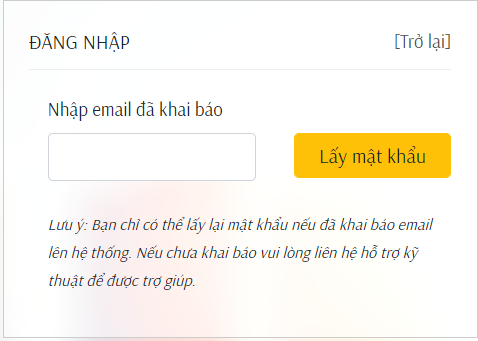 ĐĂNG NHẬP
[Trở lại]
Nhập email đã khai báo
Lấy mật khẩu
Lưu ý: Bạn chỉ có thể lấy lại mật khẩu nếu đã khai báo email
lên hệ thống. Nếu chưa khai báo vui lòng liên hệ hỗ trợ kỹ
thuật để được trợ giúp.